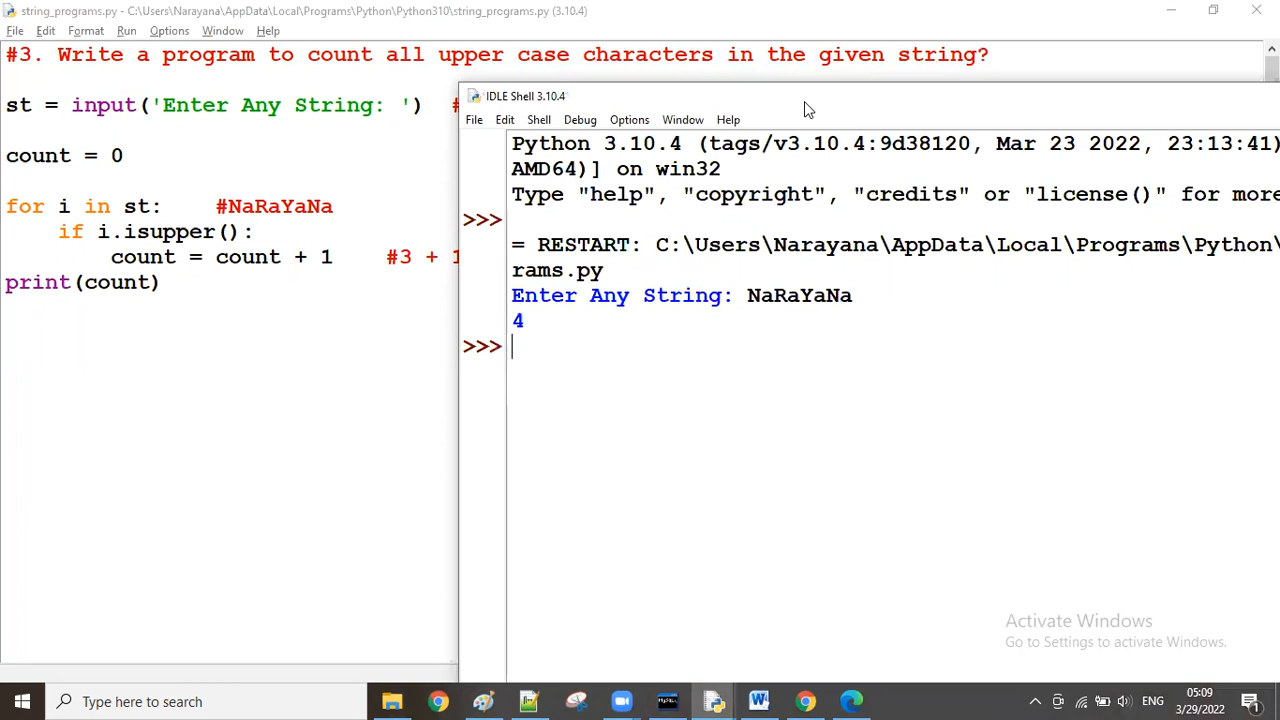 string_programs.py - C:\Users\Narayana\AppData\Local\Programs\Python\Python310\string_programs.py (3.10.4)
File Edit Format Run Options Window Help
#3. Write a program to count all upper case characters in the given string?
st = input('Enter Any String: ') #
count = 0
for i in st: #NaRaYaNa
if i.isupper():
count = count + 1 #3 + 1
print(count)
IDLE Shell 3.10.4
File Edit Shell Debug Options Window Help
Python 3.10.4 (tags/v3.10.4:9d38120, Mar 23 2022, 23:13:41)
AMD64)] on win32
Type "help", "copyright", "credits" or "license()" for more
>>>
= RESTART: C:\Users\Narayana\AppData\Local\Programs\Python\
rams.py
Enter Any String: NaRaYaNa
4
>>>
Activate Windows
Go to Settings to activate Windows.
Type here to search
ENG
05:09
3/29/2022